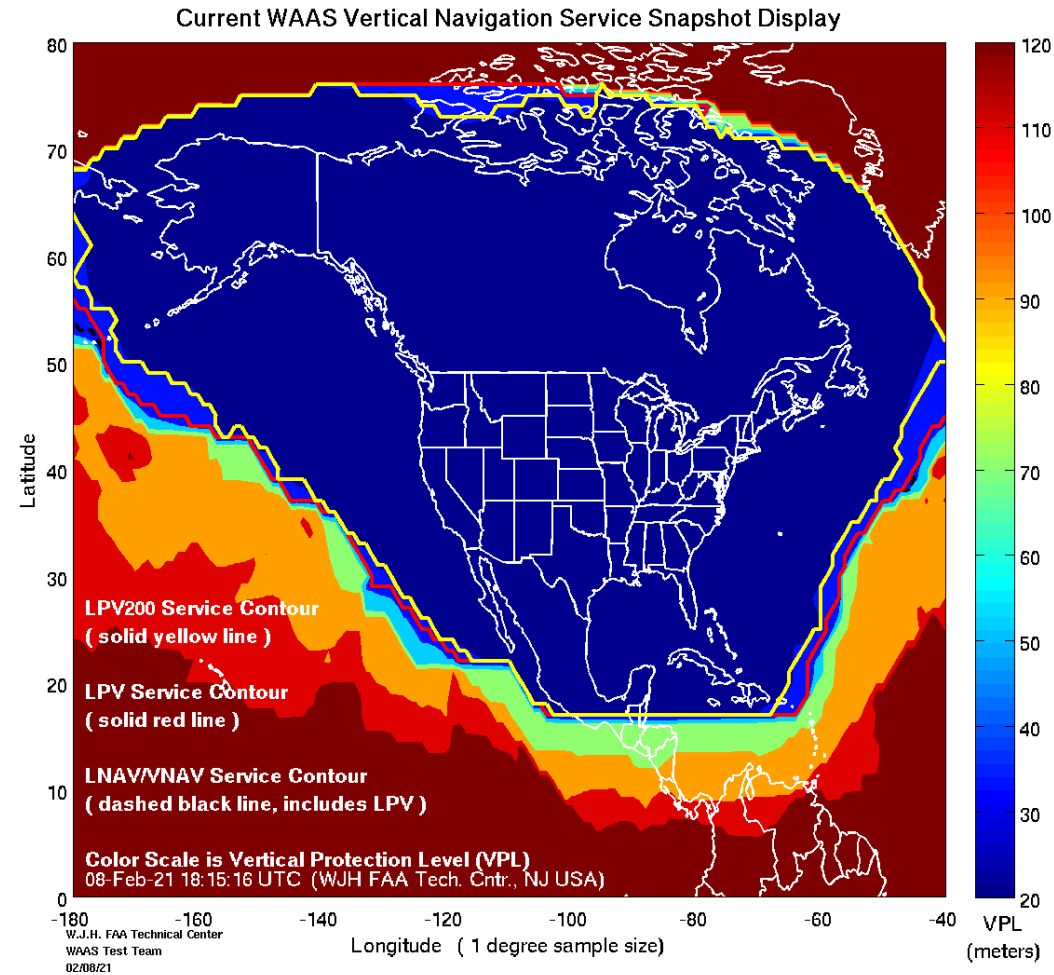 Current WAAS Vertical Navigation Service Snapshot Display
80
70
60
50
40
30
20
10
0
Latitude
-180
-160
-140
-120
-100
-80
-60
-40
Longitude ( 1 degree sample size)
LPV200 Service Contour
( solid yellow line )
LPV Service Contour
( solid red line )
LNAV/VNAV Service Contour
( dashed black line, includes LPV )
Color Scale is Vertical Protection Level (VPL)
08-Feb-21 18:15:16 UTC (WJH FAA Tech. Cntr., NJ USA)
W.J.H. FAA Technical Center
WAAS Test Team
02/08/21
120
110
100
90
80
70
60
50
40
30
20
VPL
(meters)